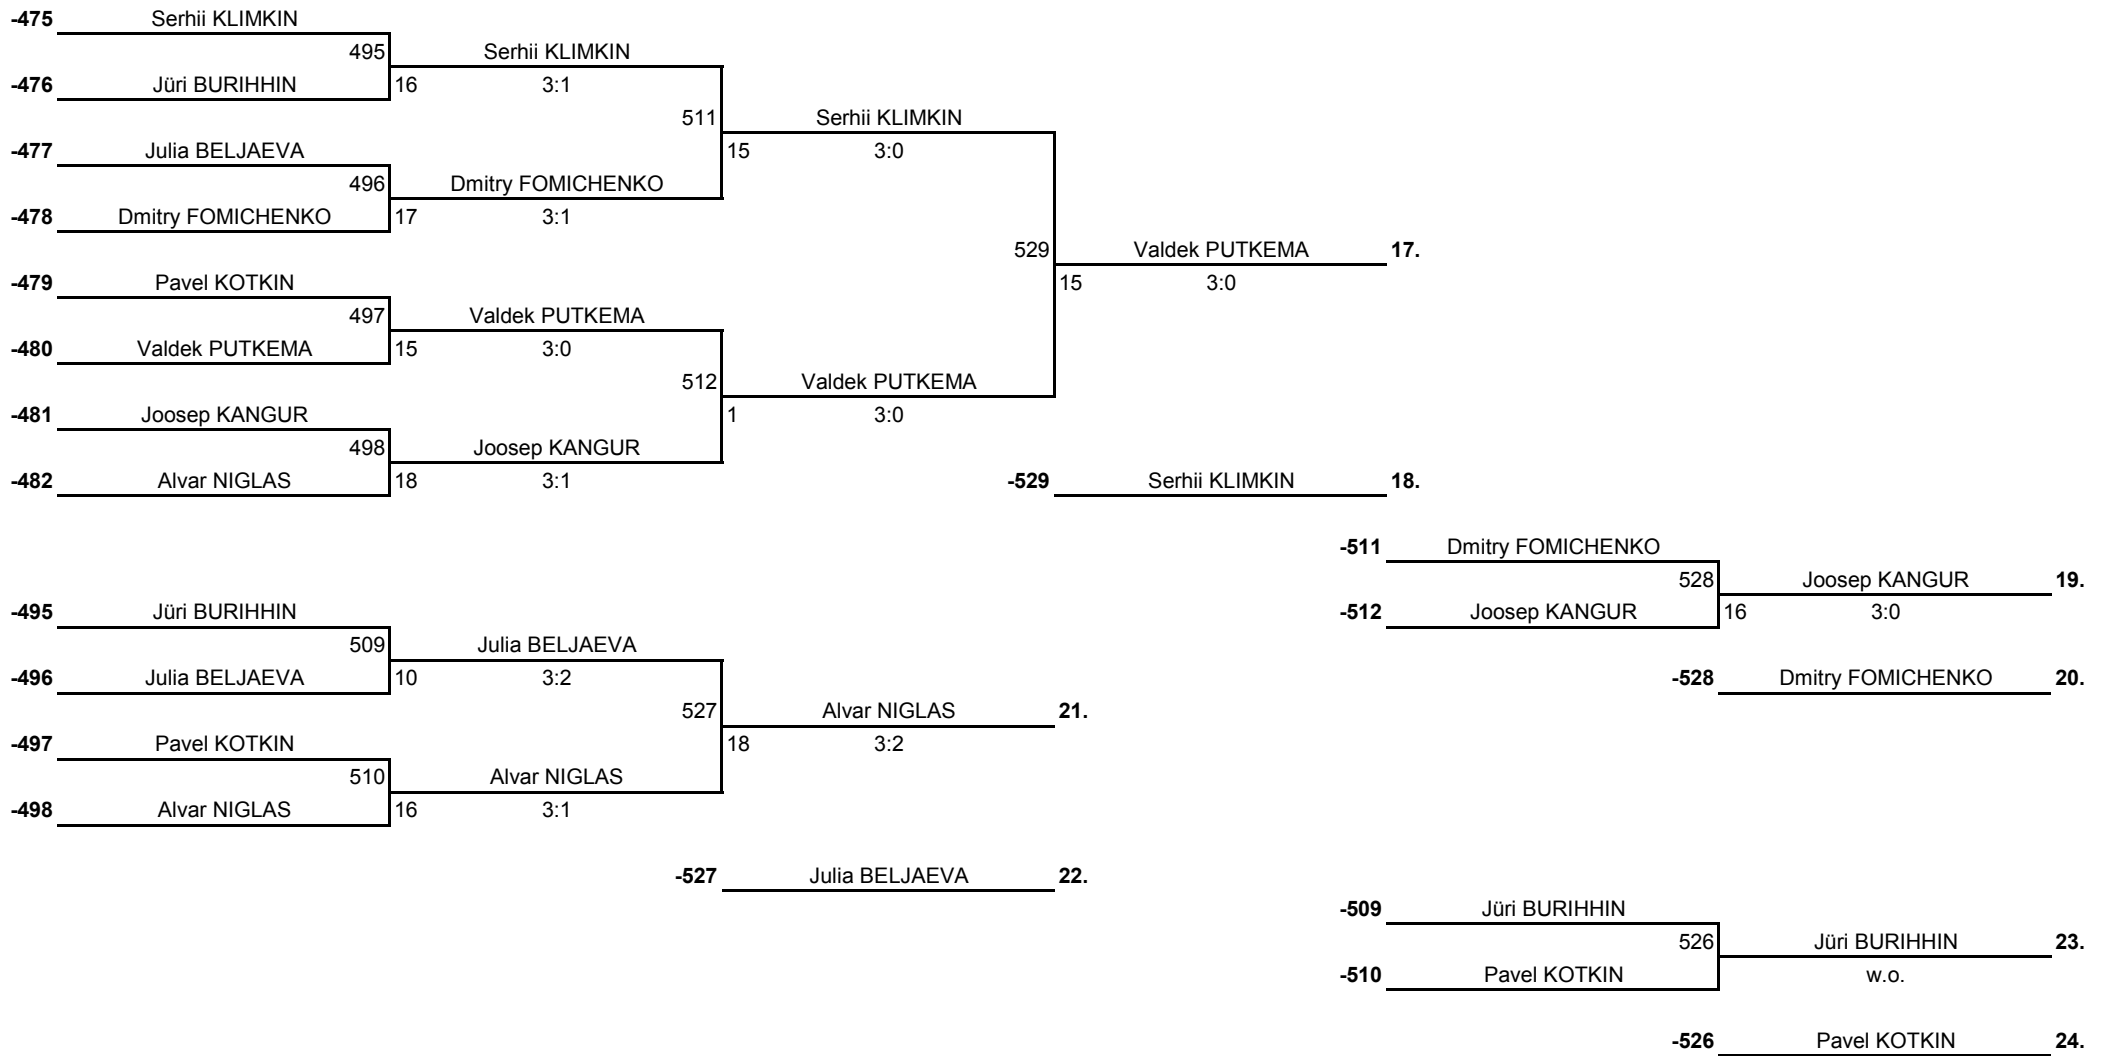 -475 Serhii KLIMKIN
495 Serhii KLIMKIN
-476 Jüri BURIHHIN 16 3:1
511 Serhii KLIMKIN
-477 Julia BELJAEVA 15 3:0
496 Dmitry FOMICHENKO
-478 Dmitry FOMICHENKO 17 3:1
529 Valdek PUTKEMA 17.
-479 Pavel KOTKIN 15 3:0
497 Valdek PUTKEMA
-480 Valdek PUTKEMA 15 3:0
512 Valdek PUTKEMA
-481 Joosep KANGUR 1 3:0
498 Joosep KANGUR
-482 Alvar NIGLAS 18 3:1 -529 Serhii KLIMKIN 18.
-511 Dmitry FOMICHENKO
528 Joosep KANGUR 19.
-495 Jüri BURIHHIN -512 Joosep KANGUR 16 3:0
509 Julia BELJAEVA
-496 Julia BELJAEVA 10 3:2 -528 Dmitry FOMICHENKO 20.
527 Alvar NIGLAS 21.
-497 Pavel KOTKIN 18 3:2
510 Alvar NIGLAS
-498 Alvar NIGLAS 16 3:1
-527 Julia BELJAEVA 22.
-509 Jüri BURIHHIN
526 Jüri BURIHHIN 23.
-510 Pavel KOTKIN w.o.
-526 Pavel KOTKIN 24.